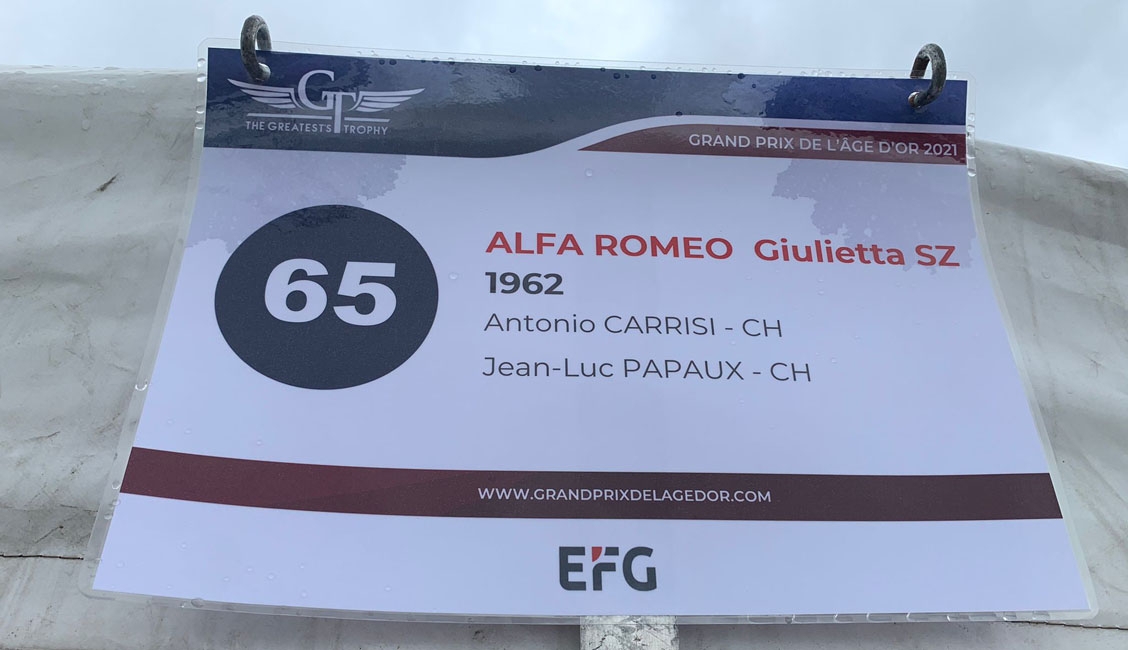 GT
THE GREATEST'S TROPHY
GRAND PRIX DE L'ÂGE D'OR 2021
65
ALFA ROMEO Giulietta SZ
1962
Antonio CARRISI - CH
Jean-Luc PAPAUX - CH
WWW.GRANDPRIXDELAGEDOR.COM
EFG